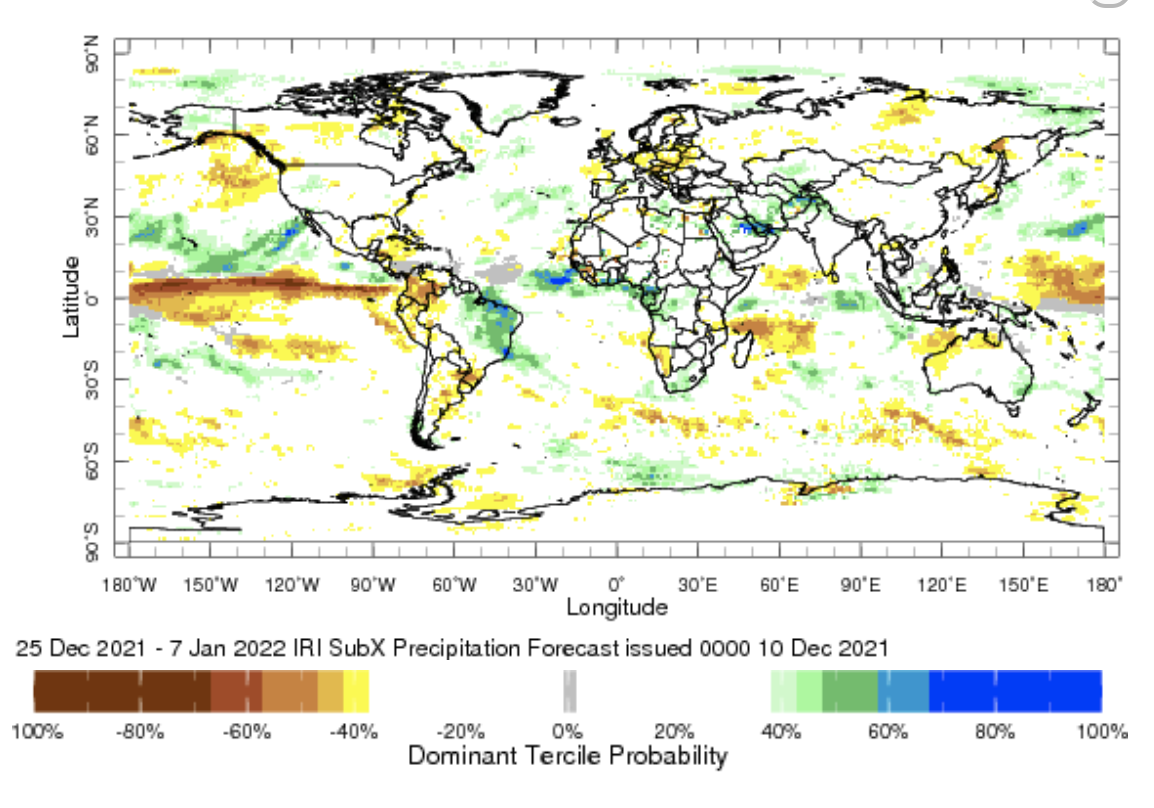 90°N
60°N
30°N
0°
30°S
60°S
90°S
Latitude
180°W 150°W 120°W 90°W 60°W 30°W 0° 30°E 60°E 90°E 120°E 150°E 180°
Longitude
25 Dec 2021 - 7 Jan 2022 IRI SubX Precipitation Forecast issued 0000 10 Dec 2021
100% -80% -60% -40% -20% 0% 20% 40% 60% 80% 100%
Dominant Tercile Probability